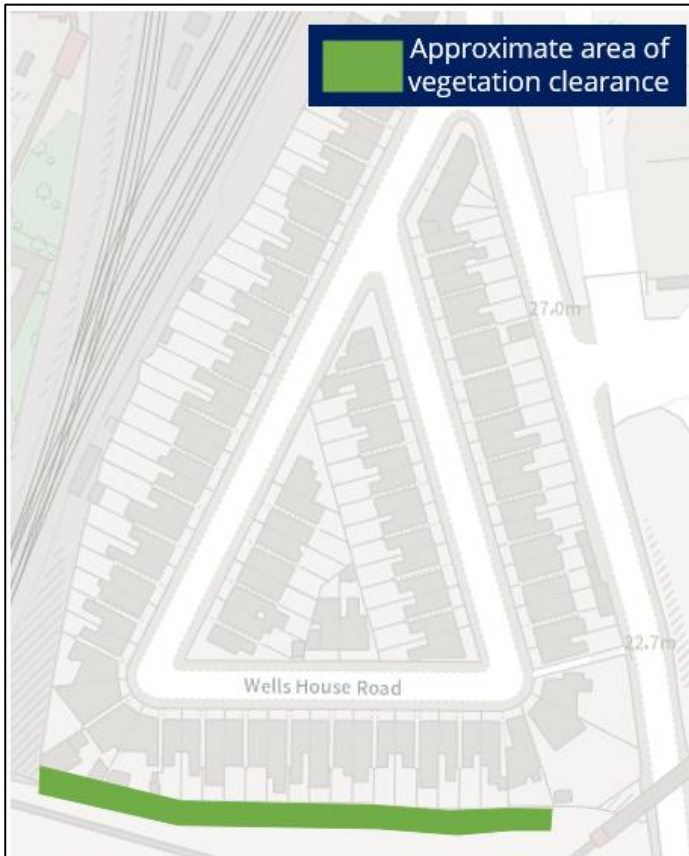 Approximate area of
vegetation clearance
27.0m
22.7m
Wells House Road